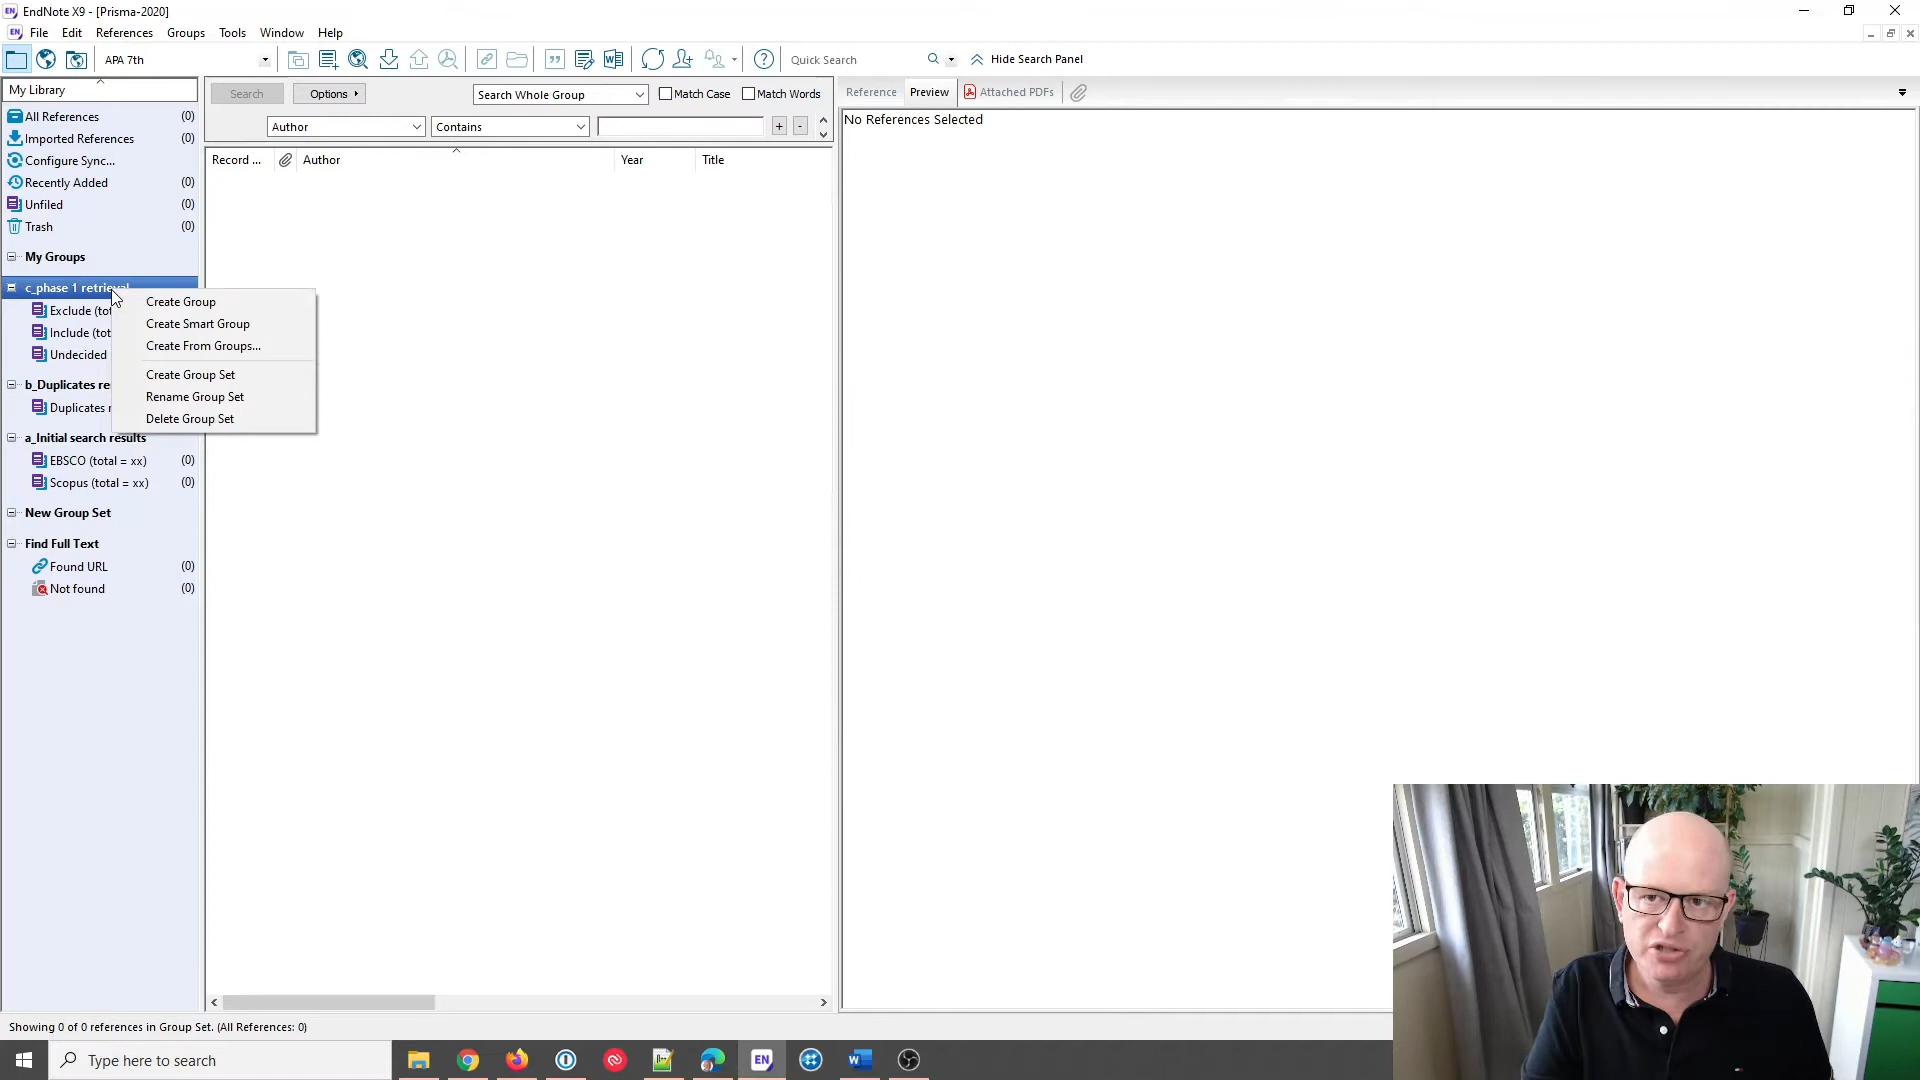 EndNote X9 - [Prisma-2020]
File Edit References Groups Tools Window Help
APA 7th
Quick Search
Hide Search Panel
My Library
All References (0)
Imported References (0)
Configure Sync...
Recently Added (0)
Unfiled (0)
Trash (0)
My Groups
c_phase 1 retrieval
Exclude (tot
Include (tot
Undecided
b_Duplicates re
Duplicates r
a_Initial search results
EBSCO (total = xx) (0)
Scopus (total = xx) (0)
New Group Set
Find Full Text
Found URL (0)
Not found (0)
Create Group
Create Smart Group
Create From Groups...
Create Group Set
Rename Group Set
Delete Group Set
Search Options Search Whole Group Match Case Match Words
Author Contains + -
Record ... Author Year Title
Reference Preview Attached PDFs
No References Selected
Showing 0 of 0 references in Group Set. (All References: 0)
Type here to search
EN